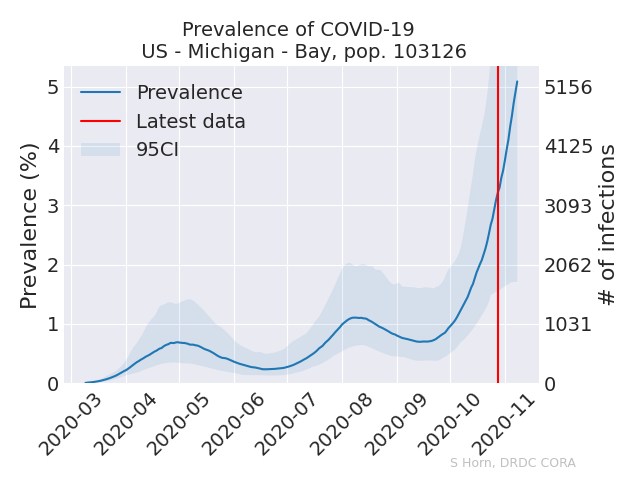 Prevalence of COVID-19
US - Michigan - Bay, pop. 103126
Prevalence
Latest data
95CI
Prevalence (%)
5
4
3
2
1
0
5156
4125
3093
2062
1031
0
# of infections
2020-03
2020-04
2020-05
2020-06
2020-07
2020-08
2020-09
2020-10
2020-11
S Horn, DRDC CORA